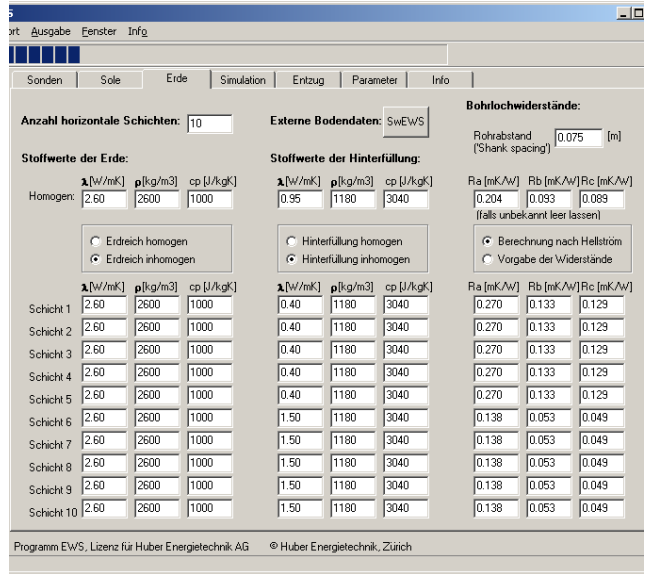 S
ort Ausgabe Fenster Info
Sonden Sole Erde Simulation Entzug Parameter Info
Anzahl horizontale Schichten: 10 Externe Bodendaten: SwEWS Bohrlochwiderstände:
Rohrabstand ('Shank spacing') 0.075 [m]
Stoffwerte der Erde: Stoffwerte der Hinterfüllung:
λ[W/mK] ρ[kg/m3] cp [J/kgK] λ[W/mK] ρ[kg/m3] cp [J/kgK] Ra [mK/W] Rb [mK/W] Rc [mK/W]
Homogen: 2.60 2600 1000 0.95 1180 3040 0.204 0.093 0.089
(falls unbekannt leer lassen)
Erdreich homogen Hinterfüllung homogen Berechnung nach Hellström
Erdreich inhomogen Hinterfüllung inhomogen Vorgabe der Widerstände
λ[W/mK] ρ[kg/m3] cp [J/kgK] λ[W/mK] ρ[kg/m3] cp [J/kgK] Ra [mK/W] Rb [mK/W] Rc [mK/W]
Schicht 1 2.60 2600 1000 0.40 1180 3040 0.270 0.133 0.129
Schicht 2 2.60 2600 1000 0.40 1180 3040 0.270 0.133 0.129
Schicht 3 2.60 2600 1000 0.40 1180 3040 0.270 0.133 0.129
Schicht 4 2.60 2600 1000 0.40 1180 3040 0.270 0.133 0.129
Schicht 5 2.60 2600 1000 0.40 1180 3040 0.270 0.133 0.129
Schicht 6 2.60 2600 1000 1.50 1180 3040 0.138 0.053 0.049
Schicht 7 2.60 2600 1000 1.50 1180 3040 0.138 0.053 0.049
Schicht 8 2.60 2600 1000 1.50 1180 3040 0.138 0.053 0.049
Schicht 9 2.60 2600 1000 1.50 1180 3040 0.138 0.053 0.049
Schicht 10 2.60 2600 1000 1.50 1180 3040 0.138 0.053 0.049
Programm EWS, Lizenz für Huber Energietechnik AG © Huber Energietechnik, Zürich